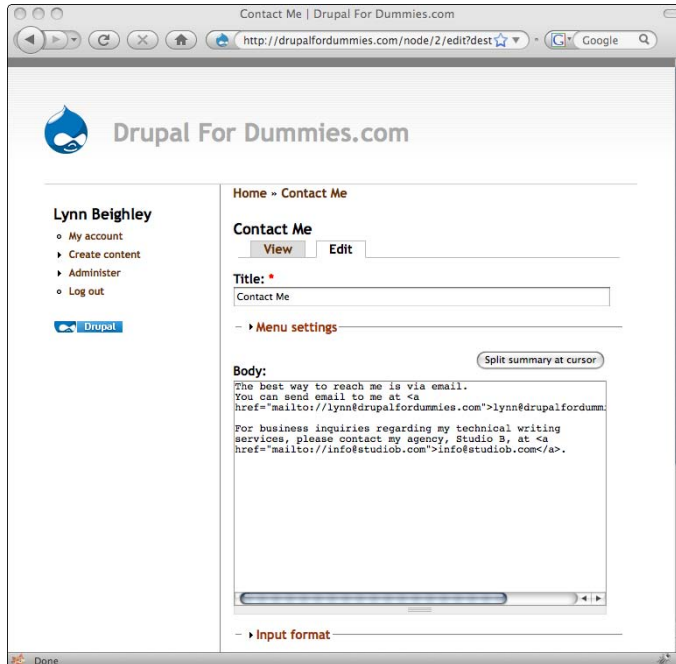 Contact Me | Drupal For Dummies.com
http://drupalfordummies.com/node/2/edit?dest
G
Google
Drupal For Dummies.com
Lynn Beighley
My account
Create content
Administer
Log out
Drupal
Home » Contact Me
Contact Me
View Edit
Title: *
Contact Me
Menu settings
Split summary at cursor
Body:
The best way to reach me is via email.
You can send email to me at <a
href="mailto://lynn@drupalfordummies.com">lynn@drupalfordummi
For business inquiries regarding my technical writing
services, please contact my agency, Studio B, at <a
href="mailto://info@studiob.com">info@studiob.com</a>.
Input format
Done